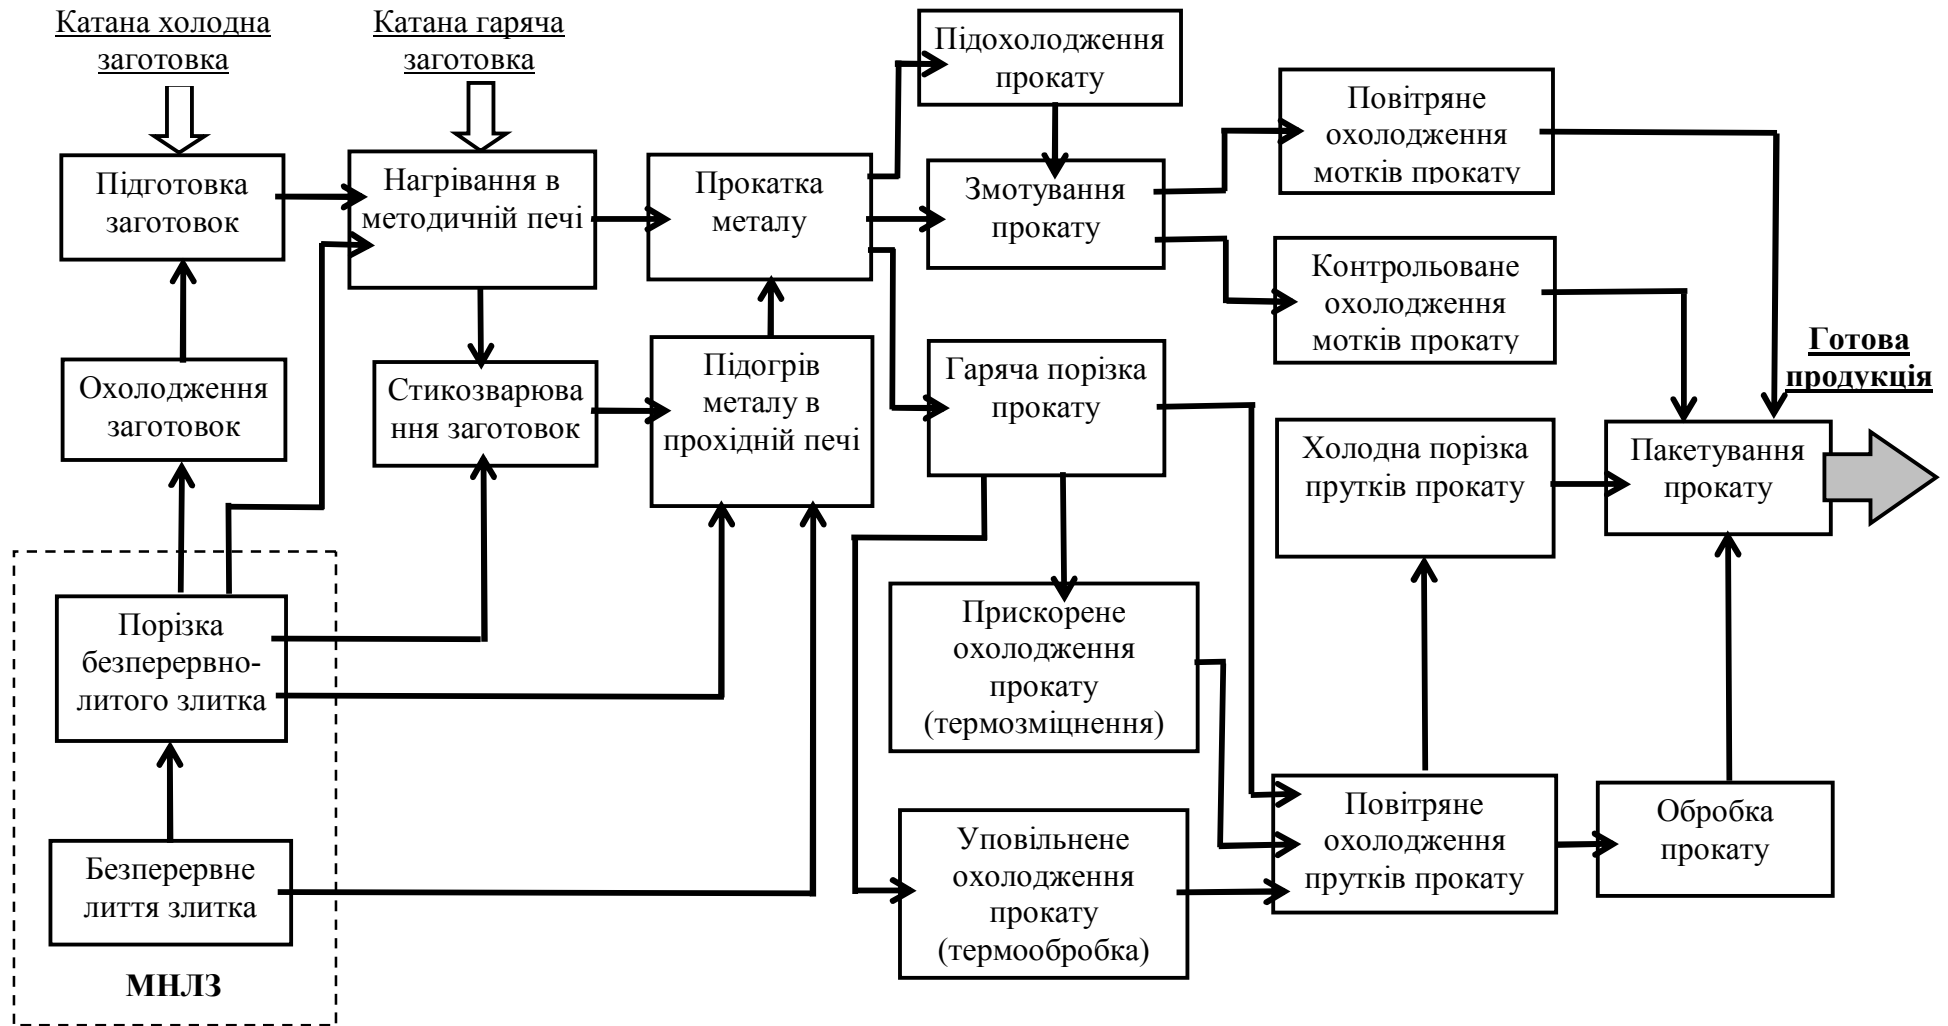 Катана холодна
заготовка
Катана гаряча
заготовка
Підохолодження
прокату
Повітряне
охолодження
мотків прокату
Підготовка
заготовок
Нагрівання в
методичній печі
Прокатка
металу
Змотування
прокату
Контрольоване
охолодження
мотків прокату
Готова
продукція
Охолодження
заготовок
Стикозварюва
ння заготовок
Підогрів
металу в
прохідній печі
Гаряча порізка
прокату
Холодна порізка
прутків прокату
Пакетування
прокату
Порізка
безперервно-
литого злитка
Прискорене
охолодження
прокату
(термозміцнення)
Безперервне
лиття злитка
МНЛЗ
Уповільнене
охолодження
прокату
(термообробка)
Повітряне
охолодження
прутків прокату
Обробка
прокату